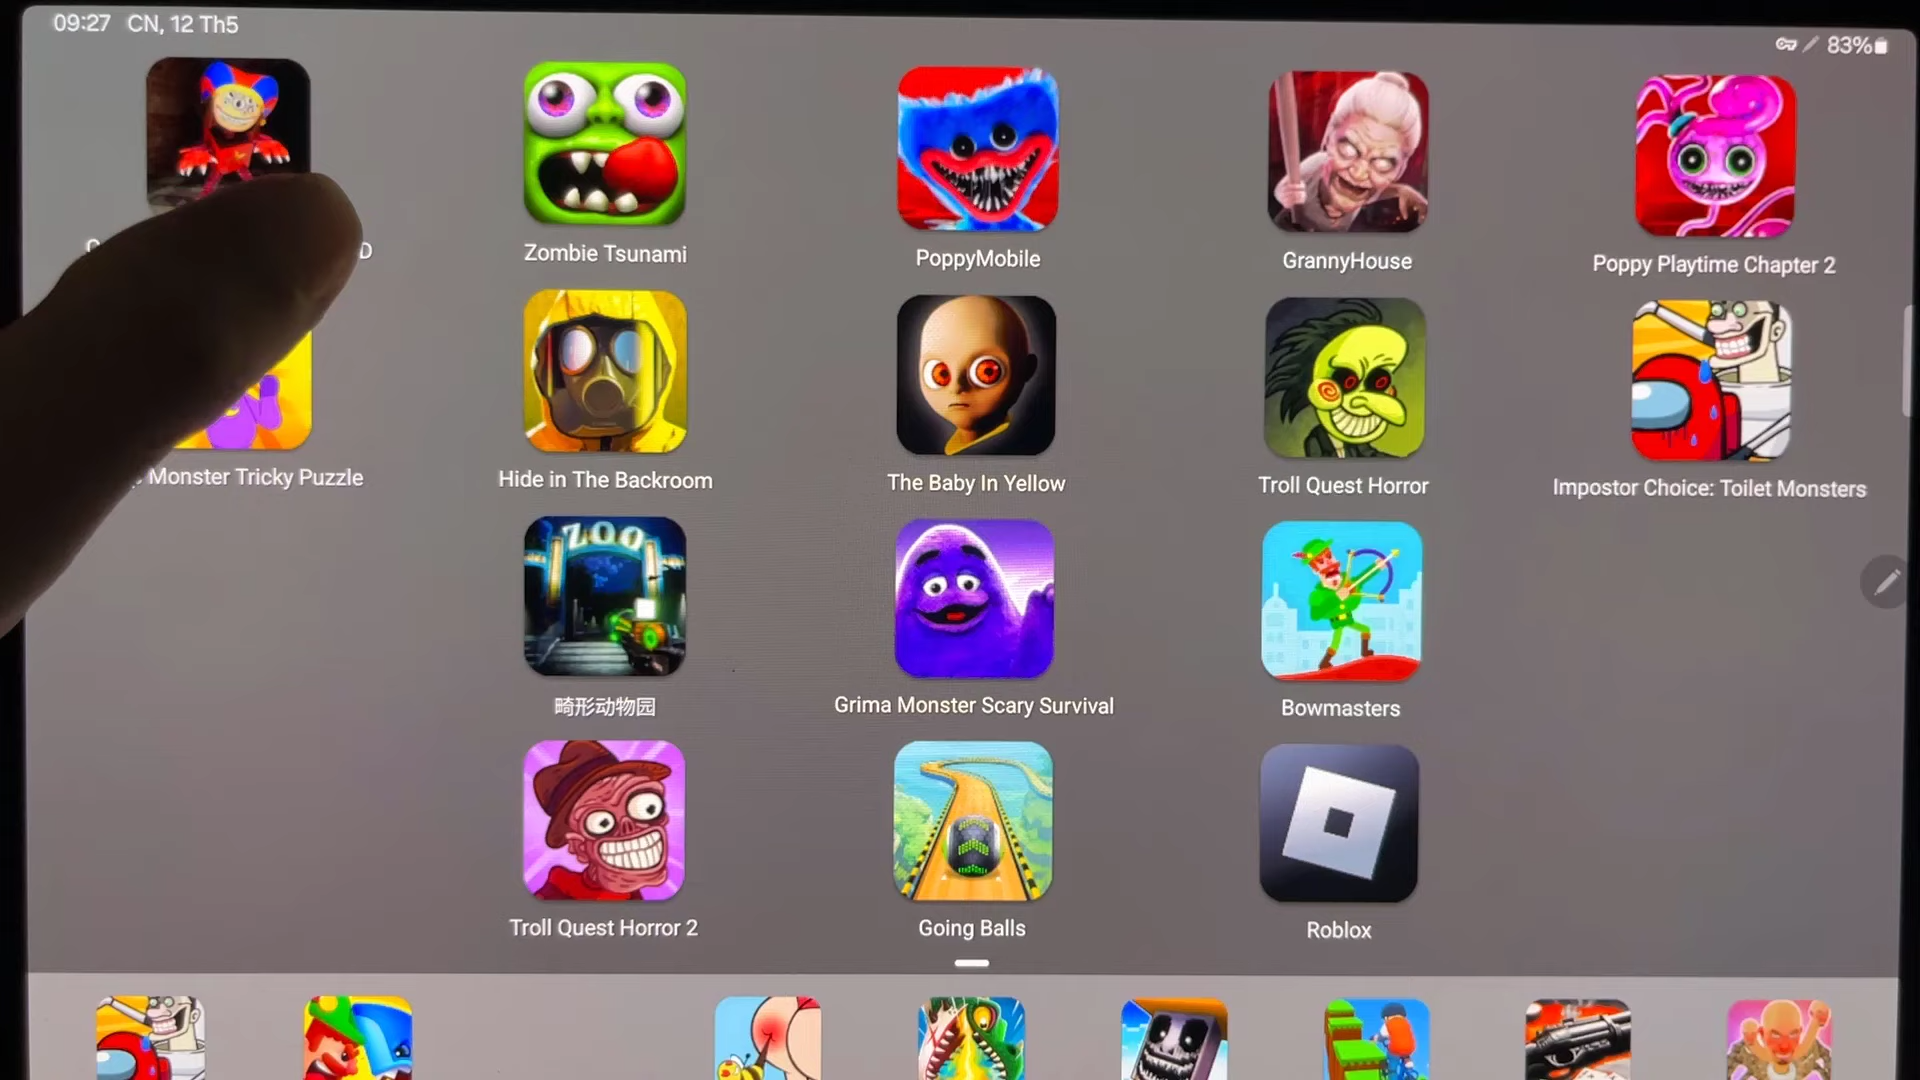 09:27 CN, 12 Th5
83%
Zombie Tsunami
PoppyMobile
GrannyHouse
Poppy Playtime Chapter 2
Monster Tricky Puzzle
Hide in The Backroom
The Baby In Yellow
Troll Quest Horror
Impostor Choice: Toilet Monsters
ZOO
畸形动物园
Grima Monster Scary Survival
Bowmasters
Troll Quest Horror 2
Going Balls
Roblox